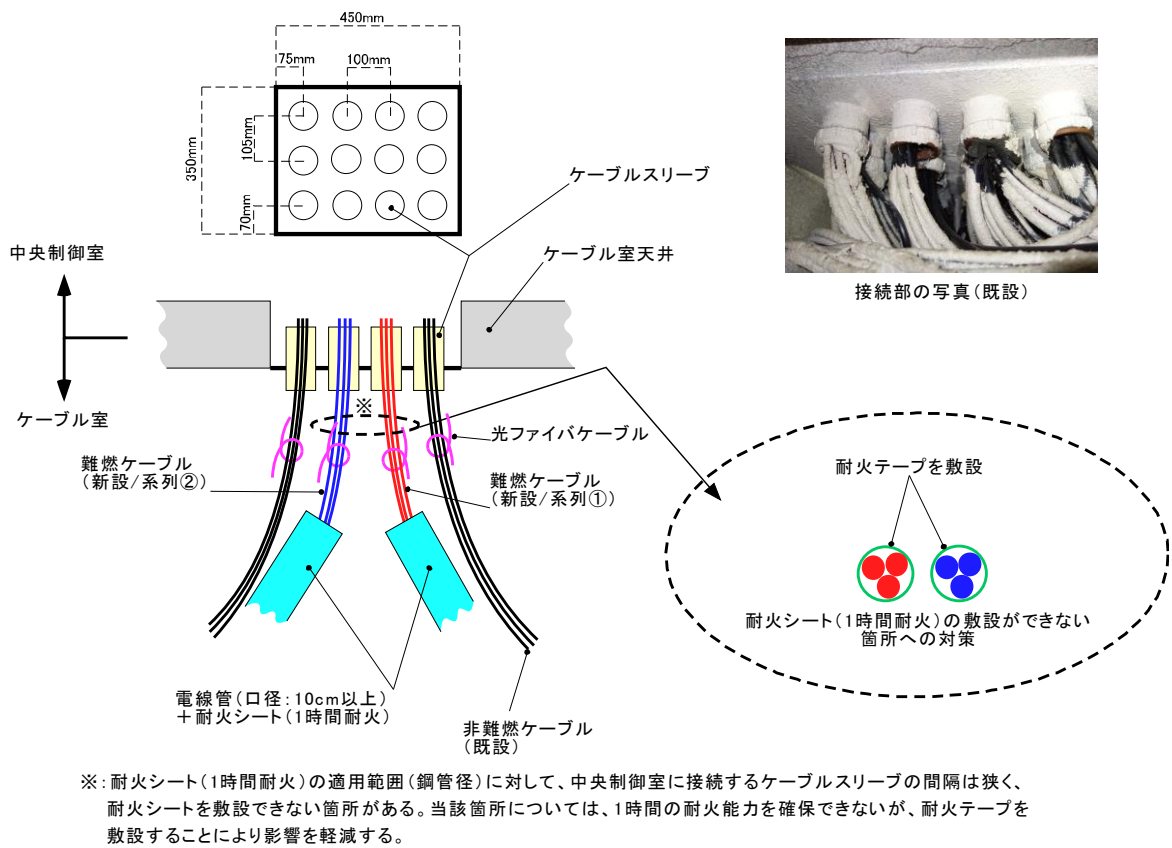 450mm
75mm
100mm
350mm
105mm
70mm
ケーブルスリーブ
ケーブル室天井
接続部の写真(既設)
中央制御室
ケーブル室
※
光ファイバケーブル
難燃ケーブル
(新設/系列②)
難燃ケーブル
(新設/系列①)
耐火テープを敷設
耐火シート(1時間耐火)の敷設ができない
箇所への対策
電線管(口径:10cm以上)
+耐火シート(1時間耐火)
非難燃ケーブル
(既設)
※:耐火シート(1時間耐火)の適用範囲(鋼管径)に対して、中央制御室に接続するケーブルスリーブの間隔は狭く、
耐火シートを敷設できない箇所がある。当該箇所については、1時間の耐火能力を確保できないが、耐火テープを
敷設することにより影響を軽減する。